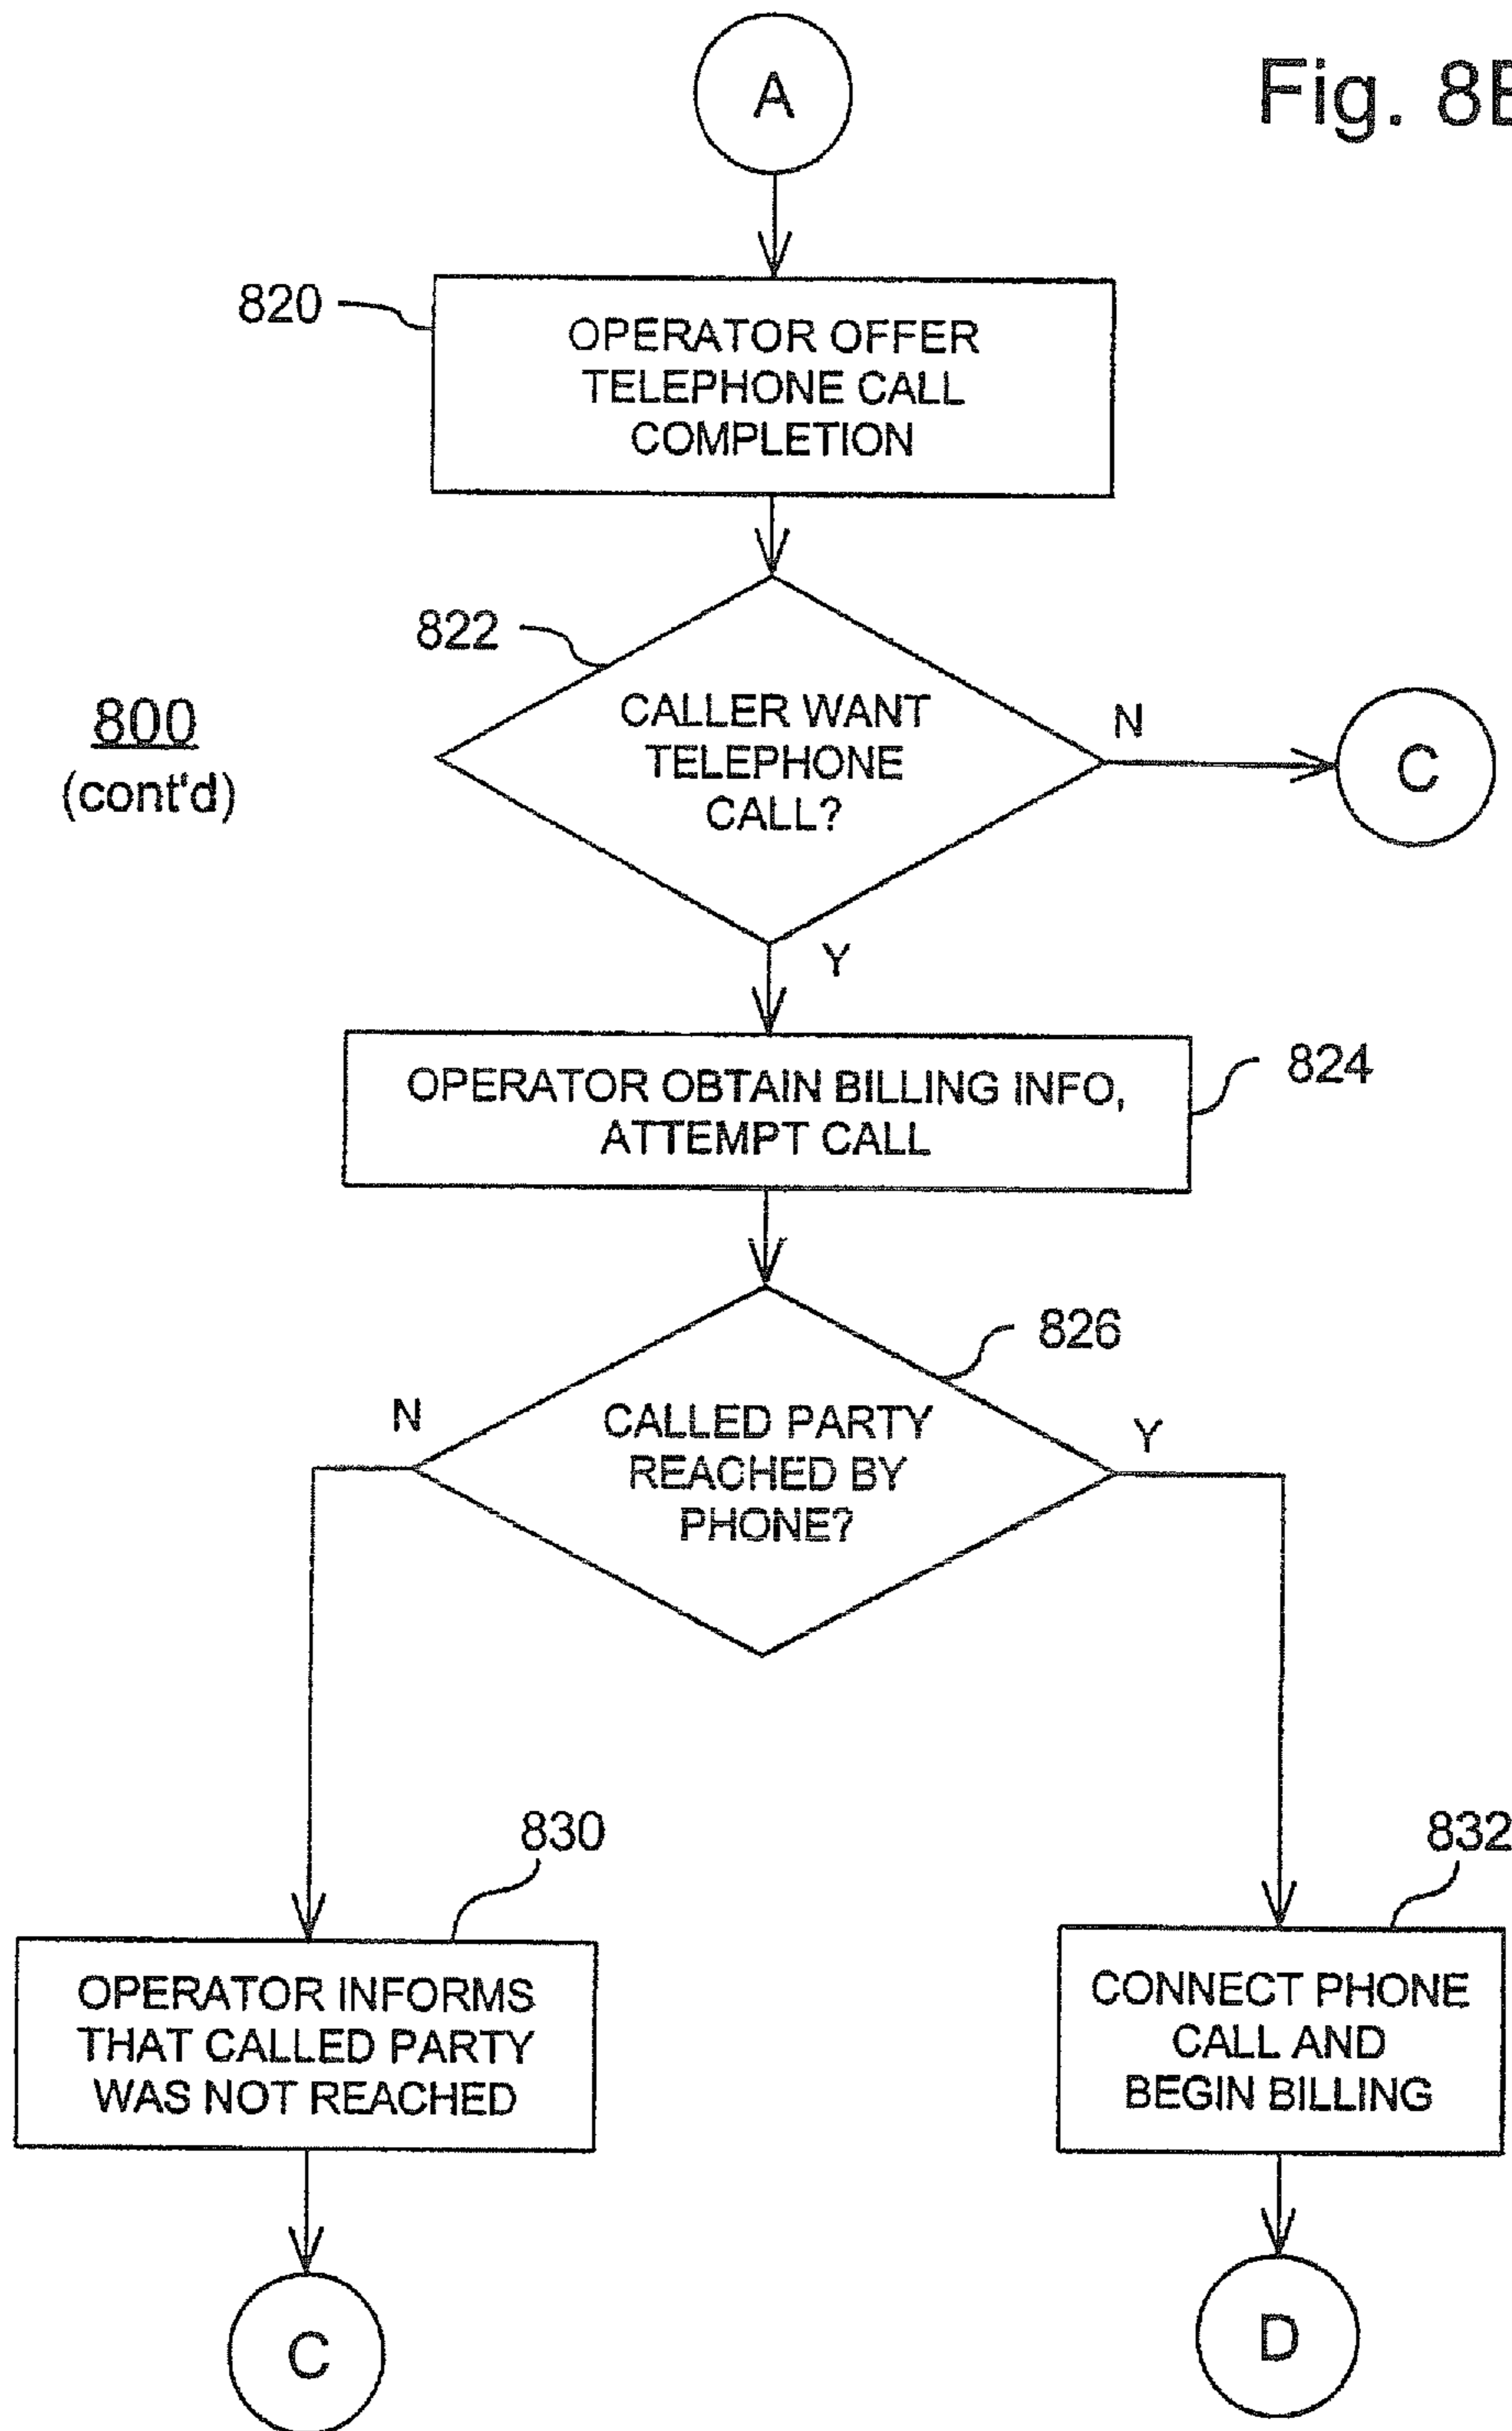 A
Fig. 8B
820
OPERATOR OFFER
TELEPHONE CALL
COMPLETION
822
CALLER WANT
TELEPHONE
CALL?
N
C
800
(cont'd)
Y
OPERATOR OBTAIN BILLING INFO,
ATTEMPT CALL
824
826
CALLED PARTY
REACHED BY
PHONE?
N
Y
830
832
OPERATOR INFORMS
THAT CALLED PARTY
WAS NOT REACHED
CONNECT PHONE
CALL AND
BEGIN BILLING
C
D